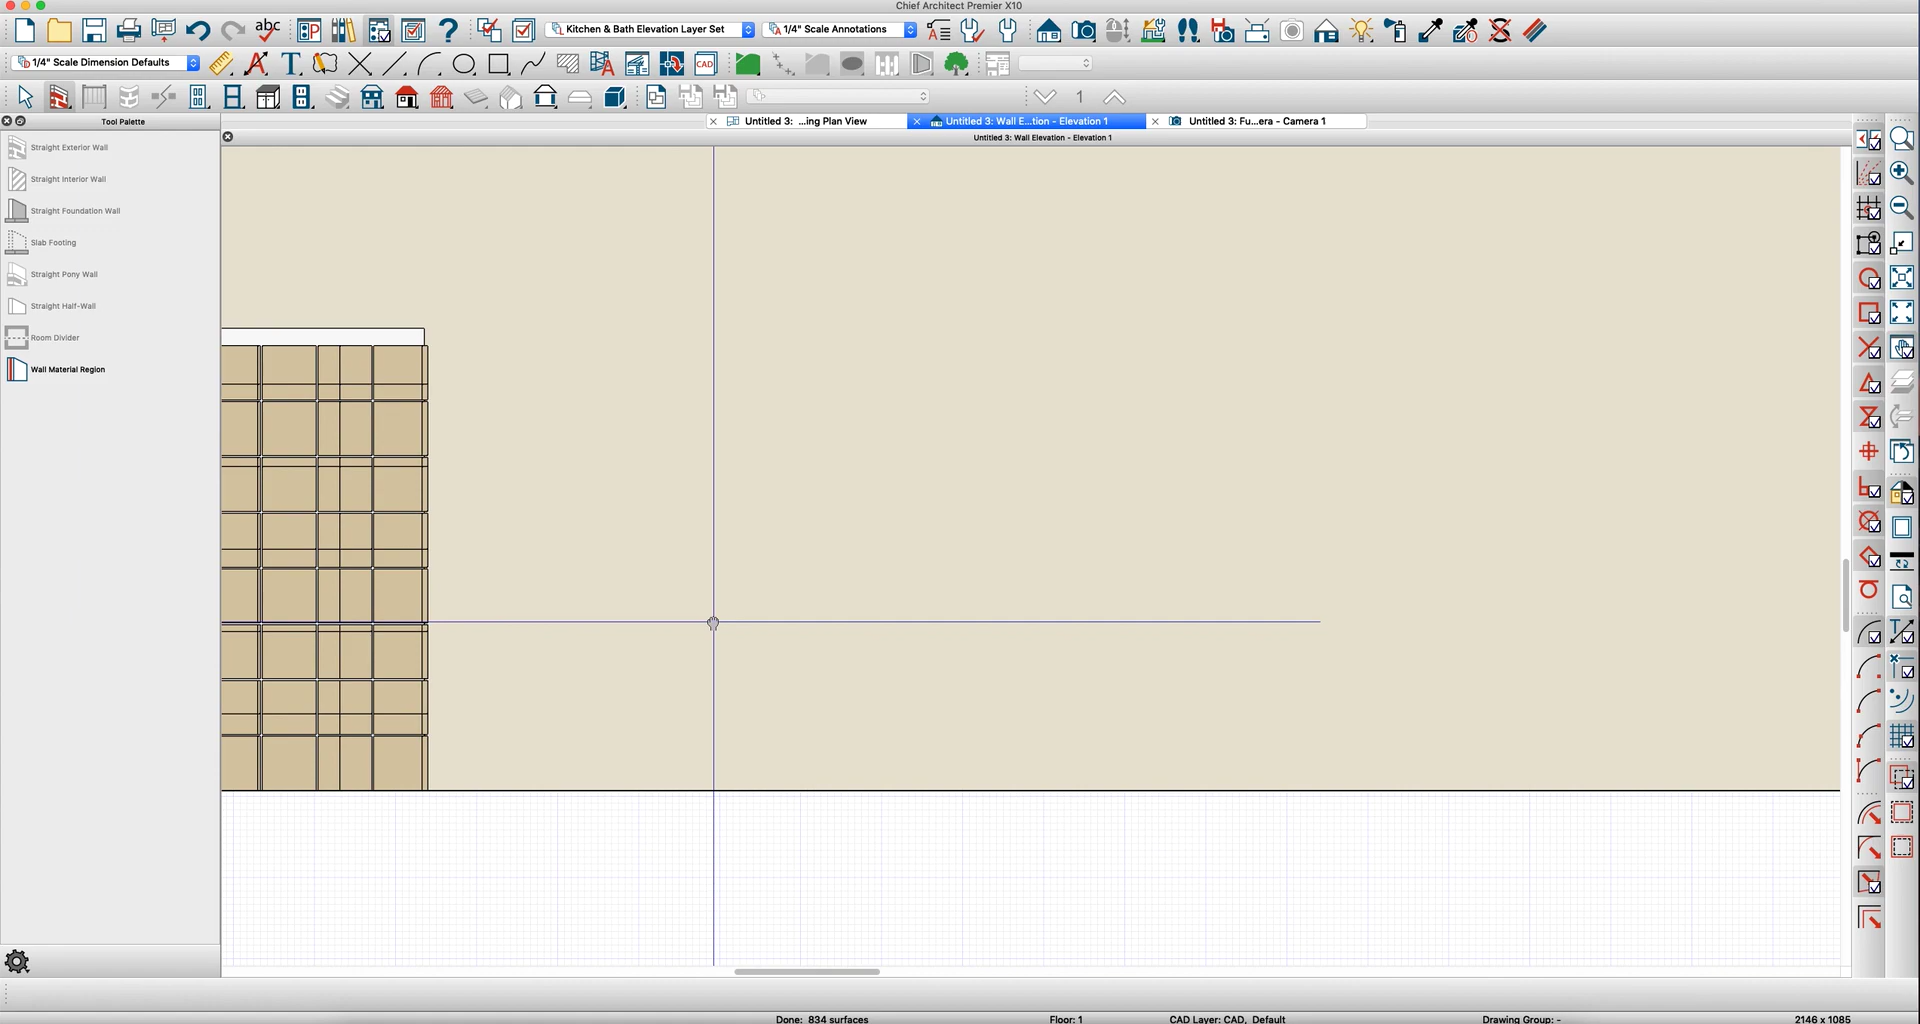 Chief Architect Premier X10
abc
Kitchen & Bath Elevation Layer Set
1/4" Scale Annotations
1/4" Scale Dimension Defaults
CAD
1
Tool Palette
Untitled 3: ...ing Plan View
Untitled 3: Wall E...tion - Elevation 1
Untitled 3: Fu...era - Camera 1
Untitled 3: Wall Elevation - Elevation 1
Straight Exterior Wall
Straight Interior Wall
Straight Foundation Wall
Slab Footing
Straight Pony Wall
Straight Half-Wall
Room Divider
Wall Material Region
Done: 834 surfaces
Floor: 1
CAD Layer: CAD, Default
Drawing Group: -
2146 x 1085